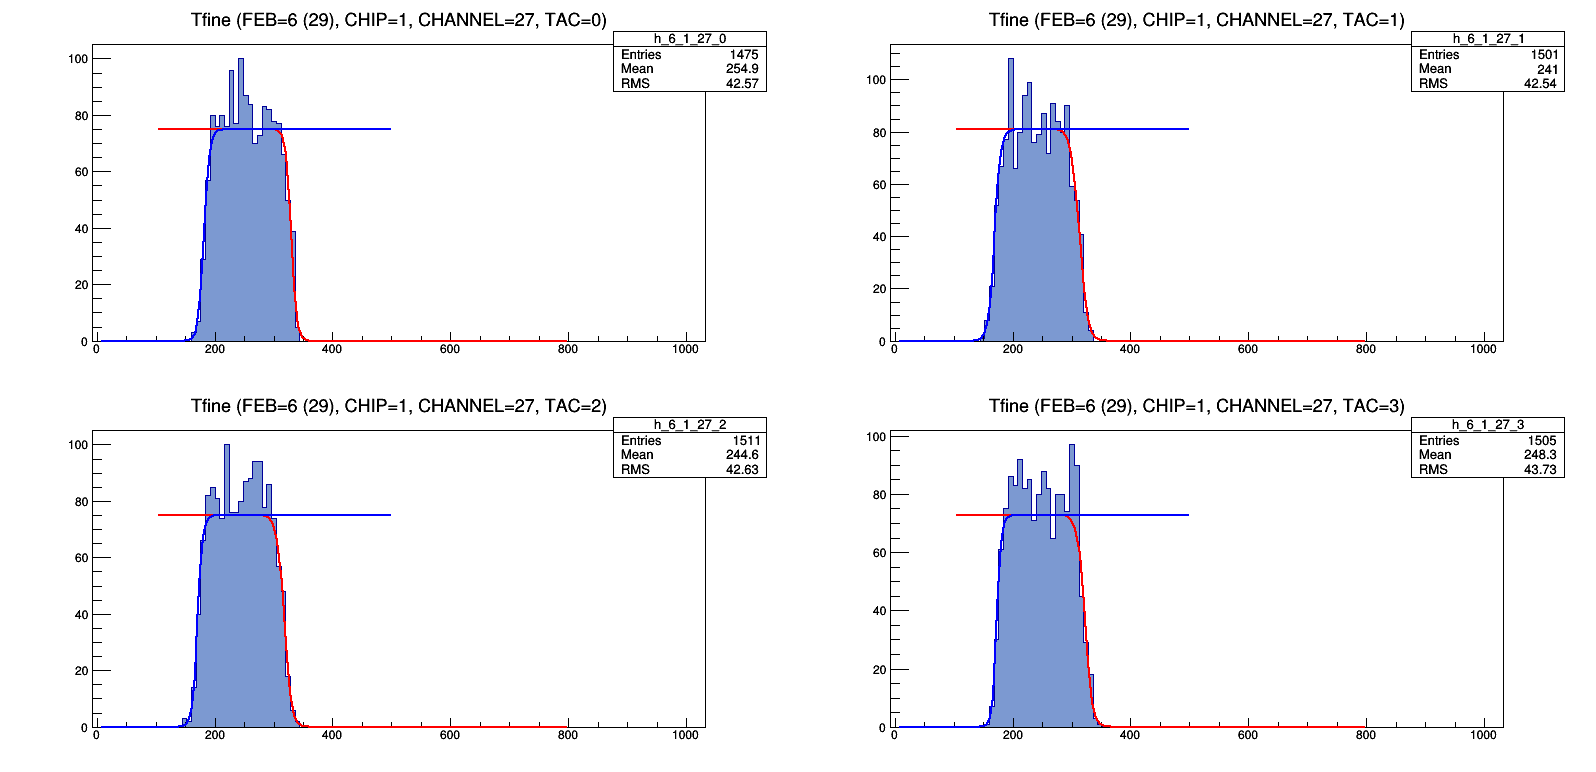 Tfine (FEB=6 (29), CHIP=1, CHANNEL=27, TAC=0)
h_6_1_27_0
Entries 1475
Mean 254.9
RMS 42.57
100
80
60
40
20
0
0 200 400 600 800 1000
Tfine (FEB=6 (29), CHIP=1, CHANNEL=27, TAC=1)
h_6_1_27_1
Entries 1501
Mean 241
RMS 42.54
100
80
60
40
20
0
0 200 400 600 800 1000
Tfine (FEB=6 (29), CHIP=1, CHANNEL=27, TAC=2)
h_6_1_27_2
Entries 1511
Mean 244.6
RMS 42.63
100
80
60
40
20
0
0 200 400 600 800 1000
Tfine (FEB=6 (29), CHIP=1, CHANNEL=27, TAC=3)
h_6_1_27_3
Entries 1505
Mean 248.3
RMS 43.73
100
80
60
40
20
0
0 200 400 600 800 1000